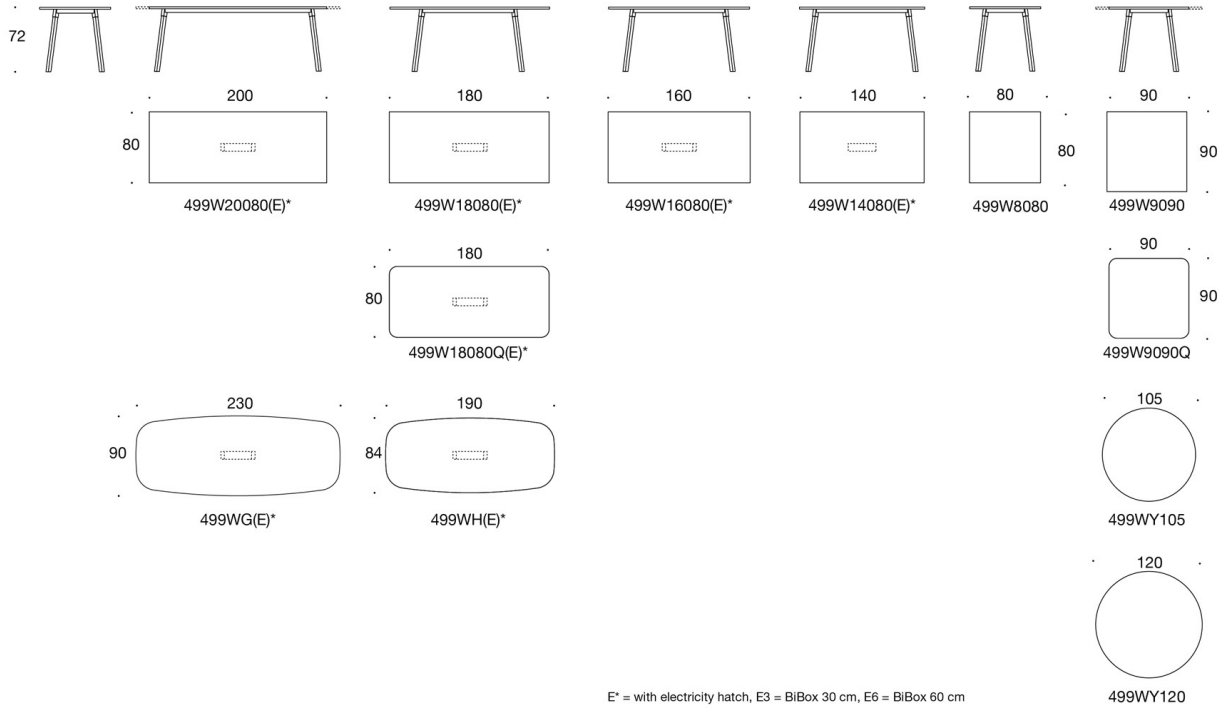 72
200
180
160
140
80
90
80
80
90
499W20080(E)*
499W18080(E)*
499W16080(E)*
499W14080(E)*
499W8080
499W9090
180
90
80
90
499W18080Q(E)*
499W9090Q
230
190
105
90
84
499WG(E)*
499WH(E)*
499WY105
120
499WY120
E* = with electricity hatch, E3 = BiBox 30 cm, E6 = BiBox 60 cm